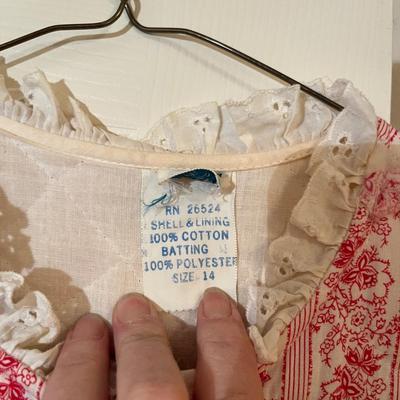 RN 26524
SHELL & LINING
100% COTTON
BATTING
100% POLYESTER
SIZE 14